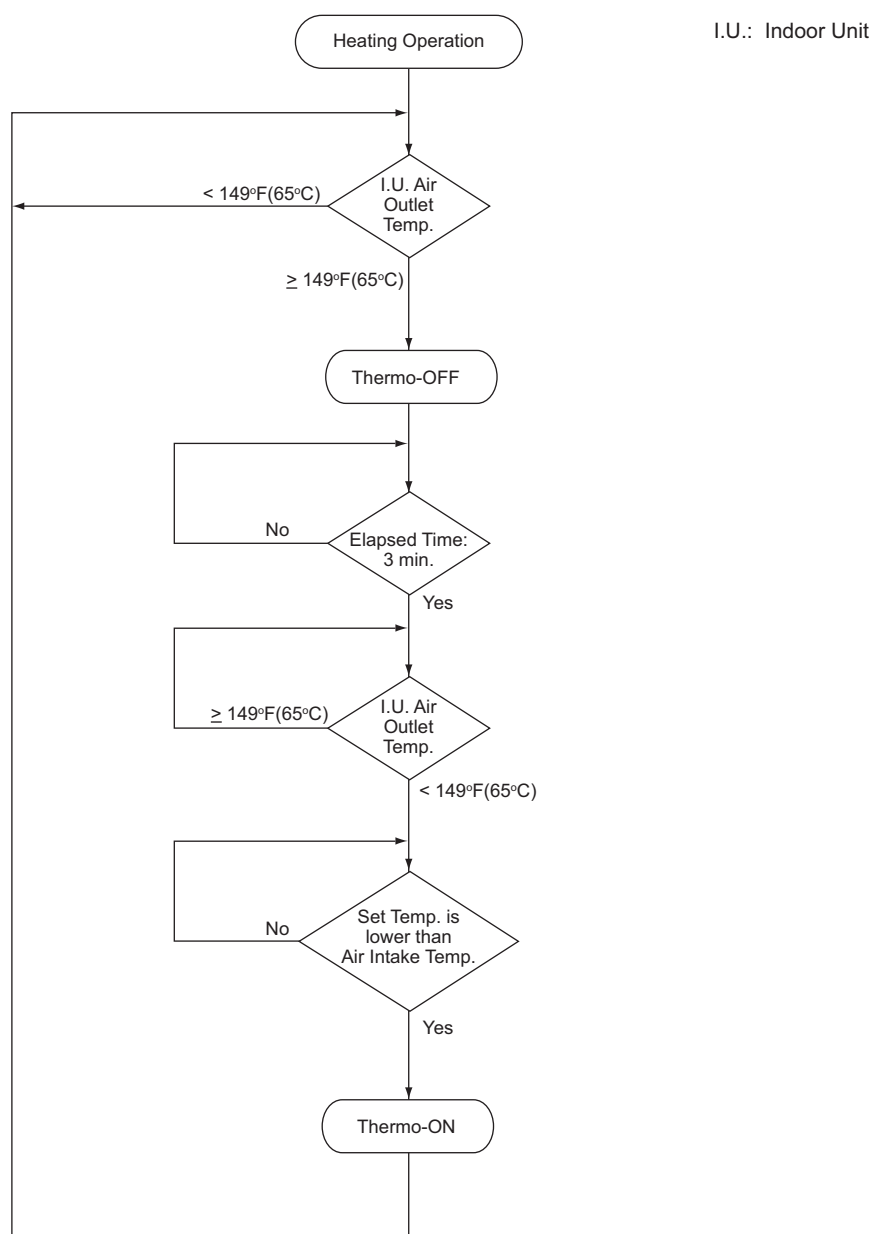 Heating Operation
I.U.: Indoor Unit
I.U. Air
Outlet
Temp.
< 149°F(65°C)
≥ 149°F(65°C)
Thermo-OFF
No
Elapsed Time:
3 min.
Yes
≥ 149°F(65°C)
I.U. Air
Outlet
Temp.
< 149°F(65°C)
No
Set Temp. is
lower than
Air Intake Temp.
Yes
Thermo-ON